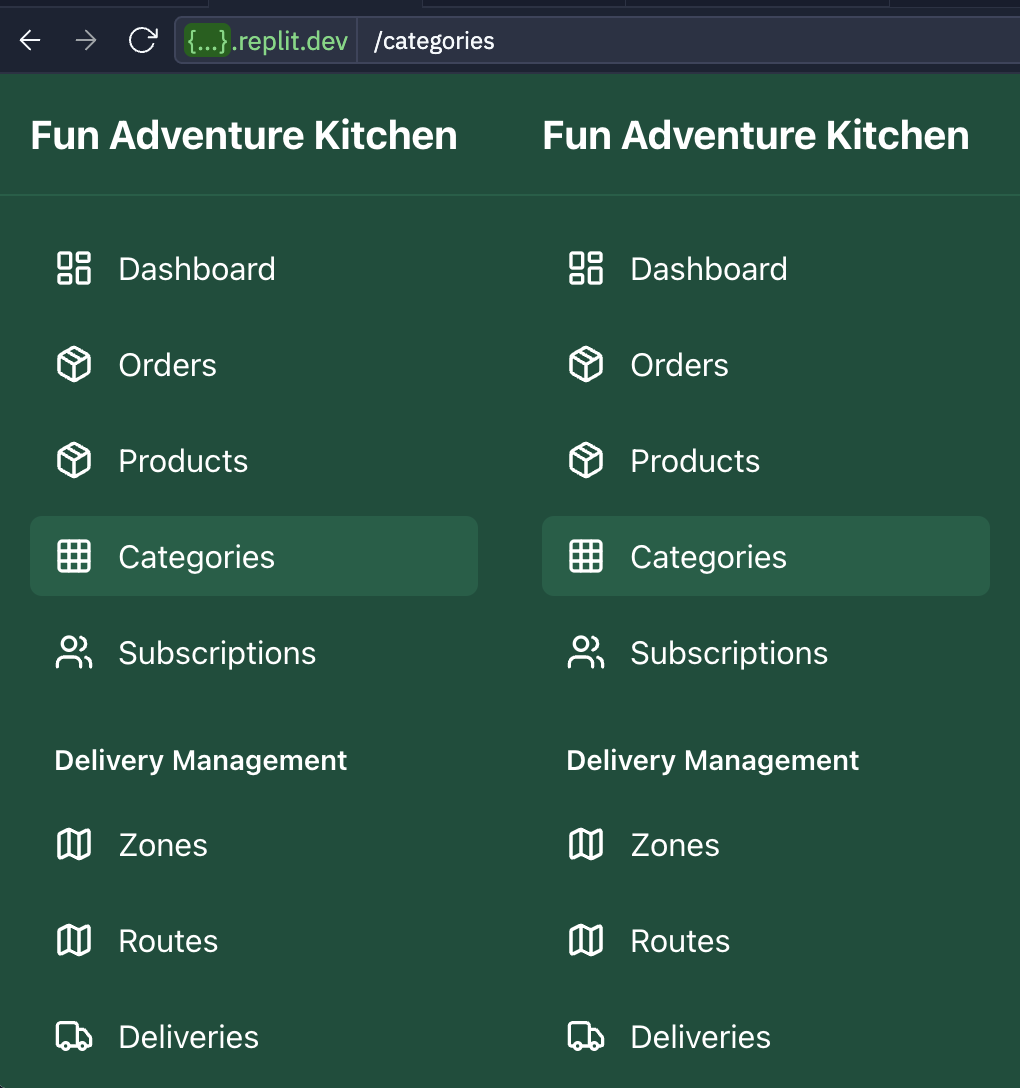 {...}.replit.dev /categories
Fun Adventure Kitchen
Dashboard
Orders
Products
Categories
Subscriptions
Delivery Management
Zones
Routes
Deliveries
Fun Adventure Kitchen
Dashboard
Orders
Products
Categories
Subscriptions
Delivery Management
Zones
Routes
Deliveries